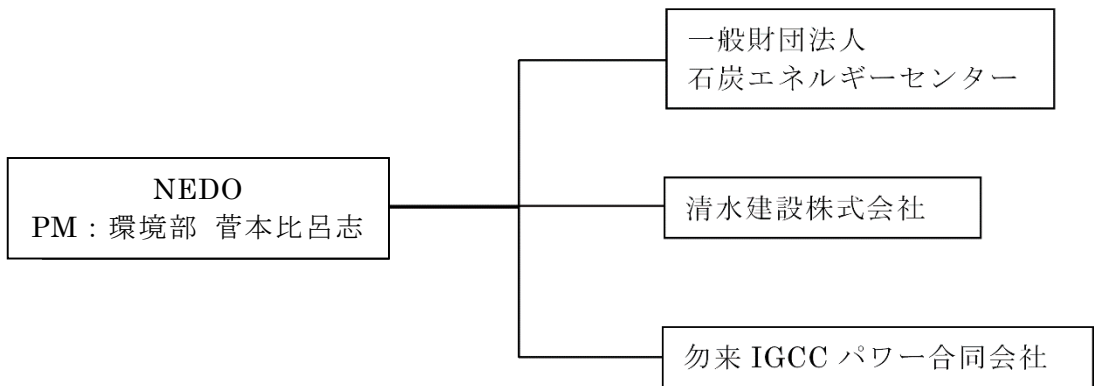 NEDO
PM：環境部 菅本比呂志
一般財団法人
石炭エネルギーセンター
清水建設株式会社
勿来 IGCC パワー合同会社